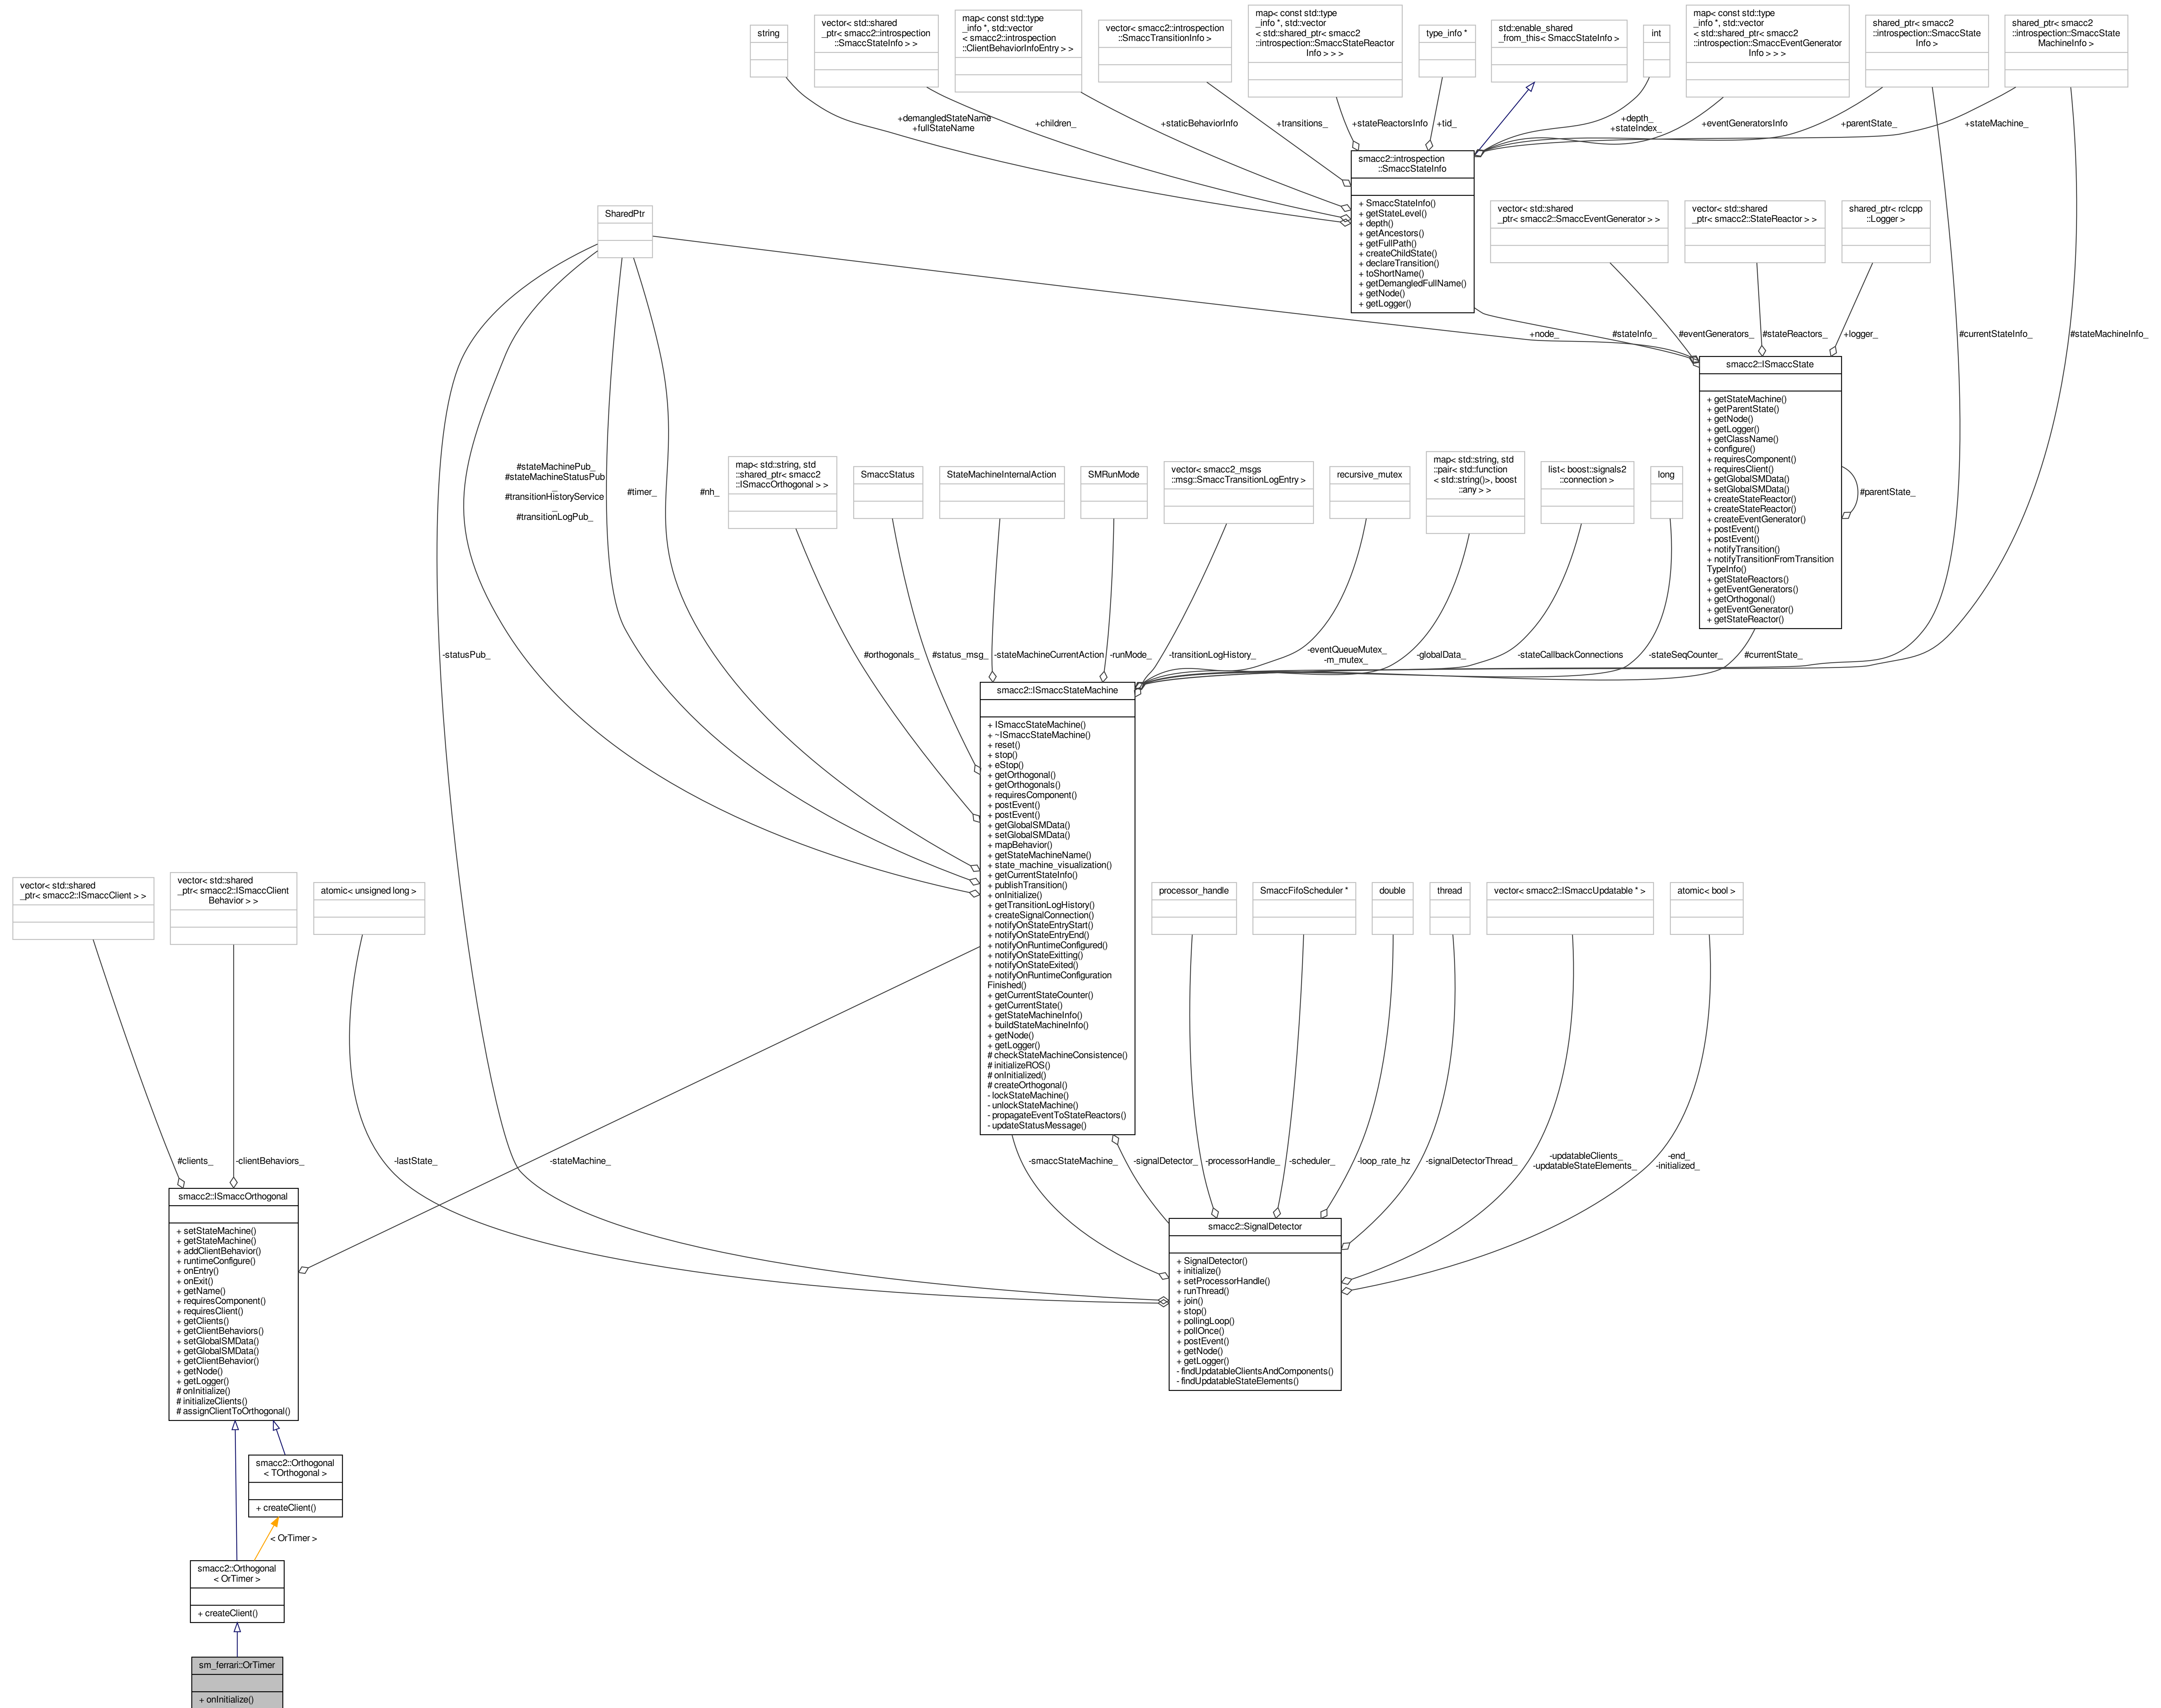 string
vector< std::shared
_ptr< smacc2::introspection
::SmaccStateInfo > >
map< const std::type
_info *, std::vector
< smacc2::introspection
::ClientBehaviorInfoEntry > >
vector< smacc2::introspection
::SmaccTransitionInfo >
map< const std::type
_info *, std::vector
< std::shared_ptr< smacc2
::introspection::SmaccStateReactor
Info > > >
type_info *
std::enable_shared
_from_this< SmaccStateInfo >
int
map< const std::type
_info *, std::vector
< std::shared_ptr< smacc2
::introspection::SmaccEventGenerator
Info > > >
shared_ptr< smacc2
::introspection::SmaccState
Info >
shared_ptr< smacc2
::introspection::SmaccState
MachineInfo >
+demangledStateName
+fullStateName
+children_
+staticBehaviorInfo
+transitions_
+stateReactorsInfo
+tid_
+depth_
+stateIndex_
+eventGeneratorsInfo
+parentState_
+stateMachine_
smacc2::introspection
::SmaccStateInfo
+ SmaccStateInfo()
+ getStateLevel()
+ depth()
+ getAncestors()
+ getFullPath()
+ createChildState()
+ declareTransition()
+ toShortName()
+ getDemangledFullName()
+ getNode()
+ getLogger()
SharedPtr
vector< std::shared
_ptr< smacc2::SmaccEventGenerator > >
vector< std::shared
_ptr< smacc2::StateReactor > >
shared_ptr< rclcpp
::Logger >
+node_
#stateInfo_
#eventGenerators_
#stateReactors_
+logger_
#currentStateInfo_
#stateMachineInfo_
smacc2::ISmaccState
+ getStateMachine()
+ getParentState()
+ getNode()
+ getLogger()
+ getClassName()
+ configure()
+ requiresComponent()
+ requiresClient()
+ getGlobalSMData()
+ setGlobalSMData()
+ createStateReactor()
+ createStateReactor()
+ createEventGenerator()
+ postEvent()
+ postEvent()
+ notifyTransition()
+ notifyTransitionFromTransition
TypeInfo()
+ getStateReactors()
+ getEventGenerators()
+ getOrthogonal()
+ getEventGenerator()
+ getStateReactor()
#parentState_
#stateMachinePub_
#stateMachineStatusPub
_
#transitionHistoryService
_
#transitionLogPub_
#timer_
#nh_
map< std::string, std
::shared_ptr< smacc2
::ISmaccOrthogonal > >
SmaccStatus
StateMachineInternalAction
SMRunMode
vector< smacc2_msgs
::msg::SmaccTransitionLogEntry >
recursive_mutex
map< std::string, std
::pair< std::function
< std::string()>, boost
::any > >
list< boost::signals2
::connection >
long
-statusPub_
#orthogonals_
#status_msg_
-stateMachineCurrentAction
-runMode_
-transitionLogHistory_
-eventQueueMutex_
-m_mutex_
-globalData_
-stateCallbackConnections
-stateSeqCounter_
#currentState_
smacc2::ISmaccStateMachine
+ ISmaccStateMachine()
+ ~ISmaccStateMachine()
+ reset()
+ stop()
+ eStop()
+ getOrthogonal()
+ getOrthogonals()
+ requiresComponent()
+ postEvent()
+ postEvent()
+ getGlobalSMData()
+ setGlobalSMData()
+ mapBehavior()
+ getStateMachineName()
+ state_machine_visualization()
+ getCurrentStateInfo()
+ publishTransition()
+ onInitialize()
+ getTransitionLogHistory()
+ createSignalConnection()
+ notifyOnStateEntryStart()
+ notifyOnStateEntryEnd()
+ notifyOnRuntimeConfigured()
+ notifyOnStateExitting()
+ notifyOnStateExited()
+ notifyOnRuntimeConfiguration
Finished()
+ getCurrentStateCounter()
+ getCurrentState()
+ getStateMachineInfo()
+ buildStateMachineInfo()
+ getNode()
+ getLogger()
# checkStateMachineConsistence()
# initializeROS()
# onInitialized()
# createOrthogonal()
- lockStateMachine()
- unlockStateMachine()
- propagateEventToStateReactors()
- updateStatusMessage()
vector< std::shared
_ptr< smacc2::ISmaccClient > >
vector< std::shared
_ptr< smacc2::ISmaccClient
Behavior > >
atomic< unsigned long >
processor_handle
SmaccFifoScheduler *
double
thread
vector< smacc2::ISmaccUpdatable * >
atomic< bool >
#clients_
-clientBehaviors_
-lastState_
-stateMachine_
-smaccStateMachine_
-signalDetector_
-processorHandle_
-scheduler_
-loop_rate_hz
-signalDetectorThread_
-updatableClients_
-updatableStateElements_
-end_
-initialized_
smacc2::ISmaccOrthogonal
+ setStateMachine()
+ getStateMachine()
+ addClientBehavior()
+ runtimeConfigure()
+ onEntry()
+ onExit()
+ getName()
+ requiresComponent()
+ requiresClient()
+ getClients()
+ getClientBehaviors()
+ setGlobalSMData()
+ getGlobalSMData()
+ getClientBehavior()
+ getNode()
+ getLogger()
# onInitialize()
# initializeClients()
# assignClientToOrthogonal()
smacc2::SignalDetector
+ SignalDetector()
+ initialize()
+ setProcessorHandle()
+ runThread()
+ join()
+ stop()
+ pollingLoop()
+ pollOnce()
+ postEvent()
+ getNode()
+ getLogger()
- findUpdatableClientsAndComponents()
- findUpdatableStateElements()
smacc2::Orthogonal
< TOrthogonal >
+ createClient()
< OrTimer >
smacc2::Orthogonal
< OrTimer >
+ createClient()
sm_ferrari::OrTimer
+ onInitialize()